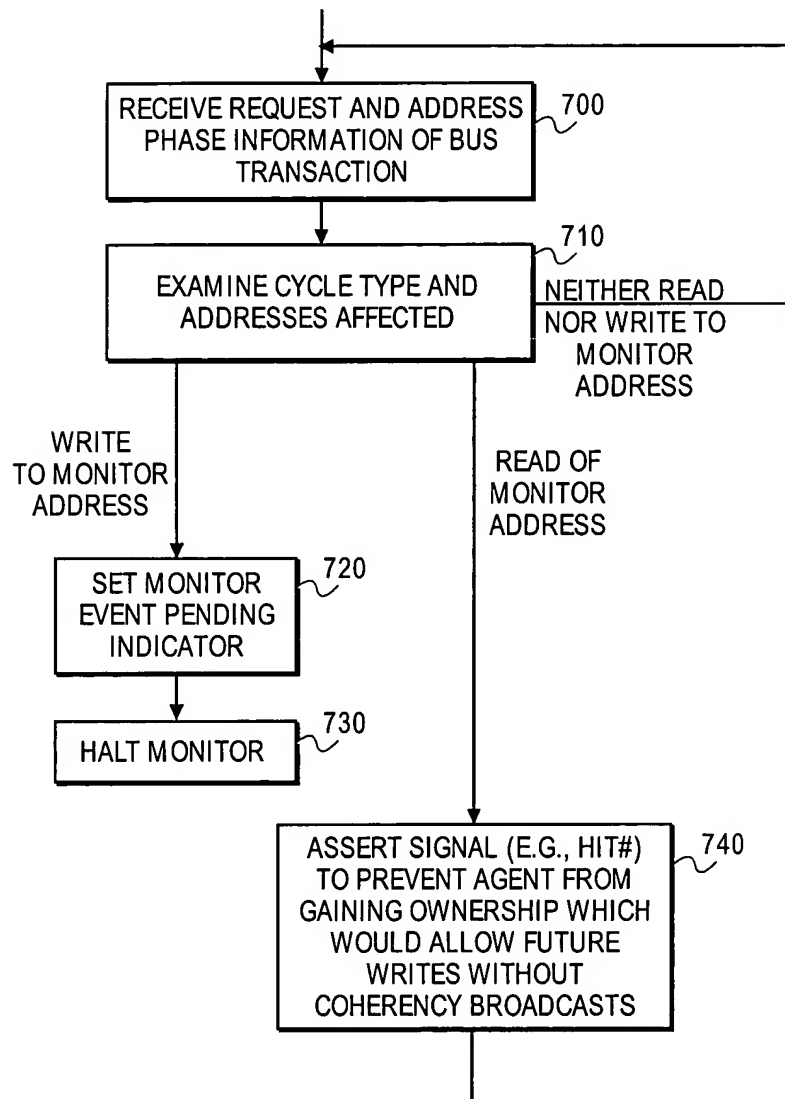 RECEIVE REQUEST AND ADDRESS
PHASE INFORMATION OF BUS
TRANSACTION
700
EXAMINE CYCLE TYPE AND
ADDRESSES AFFECTED
710
NEITHER READ
NOR WRITE TO
MONITOR
ADDRESS
WRITE
TO MONITOR
ADDRESS
READ OF
MONITOR
ADDRESS
SET MONITOR
EVENT PENDING
INDICATOR
720
HALT MONITOR
730
ASSERT SIGNAL (E.G., HIT#)
TO PREVENT AGENT FROM
GAINING OWNERSHIP WHICH
WOULD ALLOW FUTURE
WRITES WITHOUT
COHERENCY BROADCASTS
740